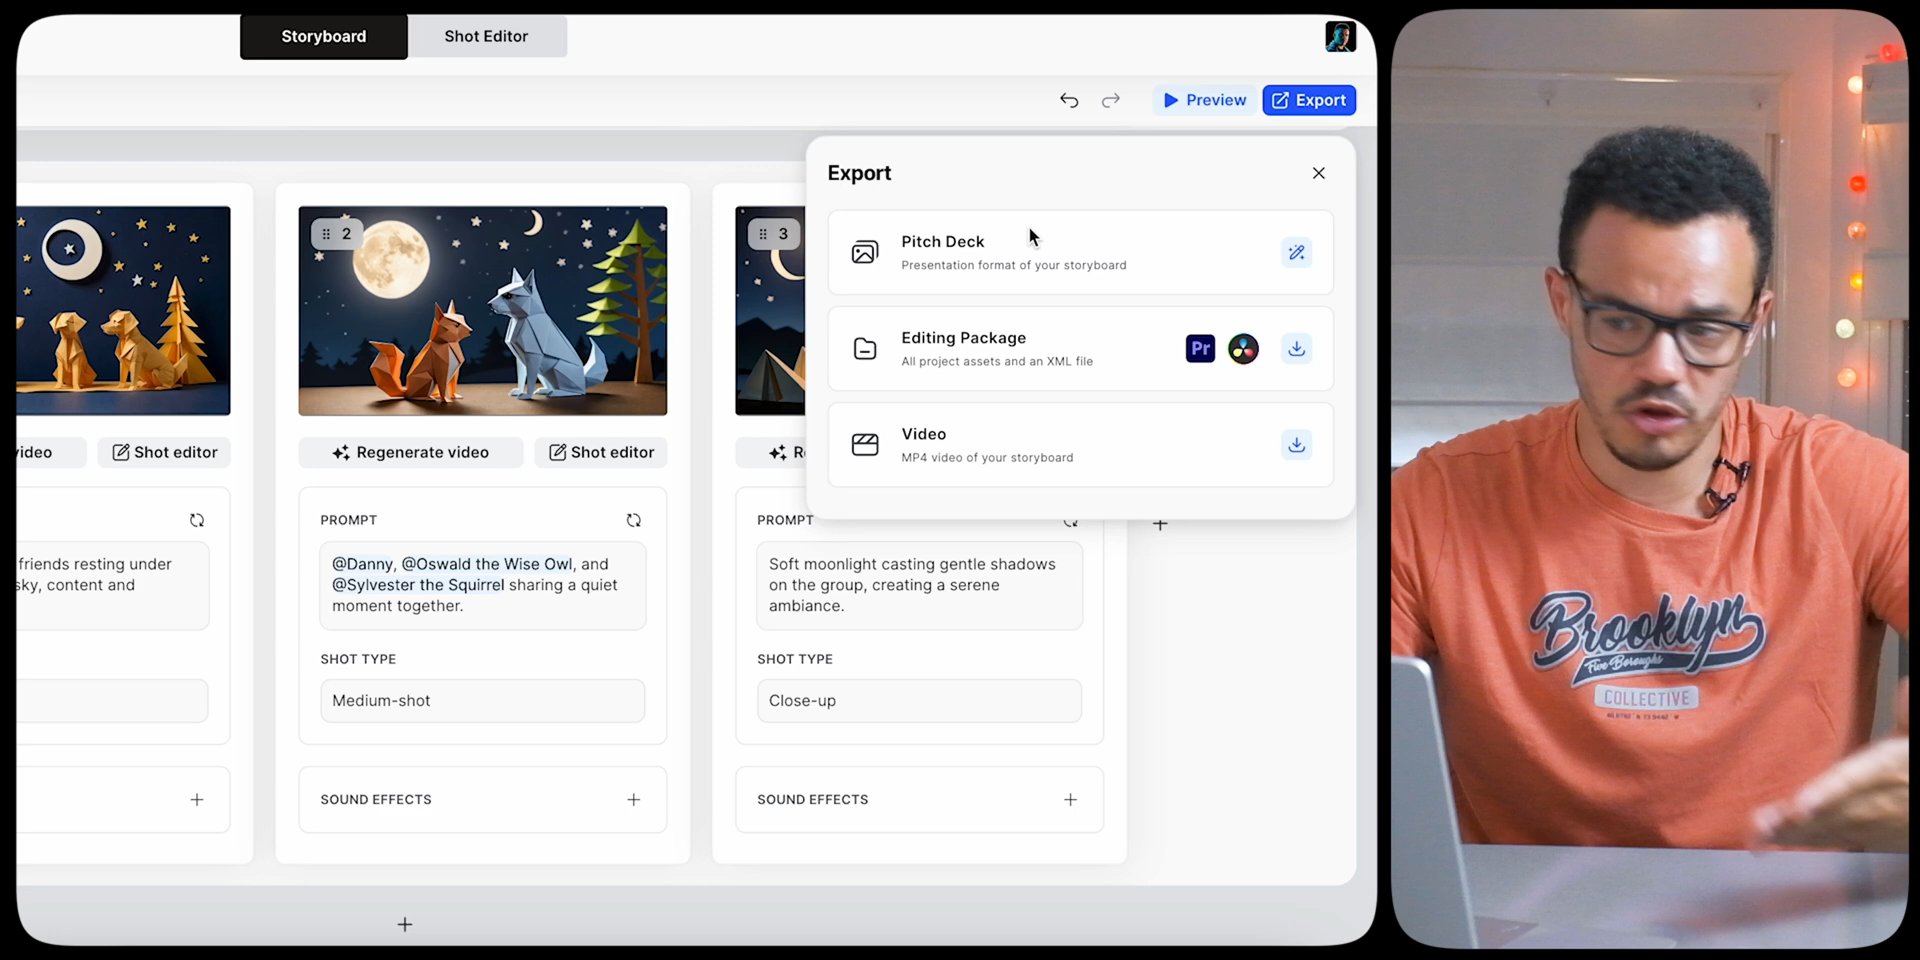 Storyboard
Shot Editor
Preview
Export
Export
Pitch Deck
Presentation format of your storyboard
Editing Package
All project assets and an XML file
Pr
Video
MP4 video of your storyboard
2
3
video
Shot editor
Regenerate video
Shot editor
R
friends resting under
sky, content and
PROMPT
@Danny, @Oswald the Wise Owl, and
@Sylvester the Squirrel sharing a quiet
moment together.
SHOT TYPE
Medium-shot
SOUND EFFECTS
PROMPT
Soft moonlight casting gentle shadows
on the group, creating a serene
ambiance.
SHOT TYPE
Close-up
SOUND EFFECTS
Brooklyn
Five Boroughs
COLLECTIVE